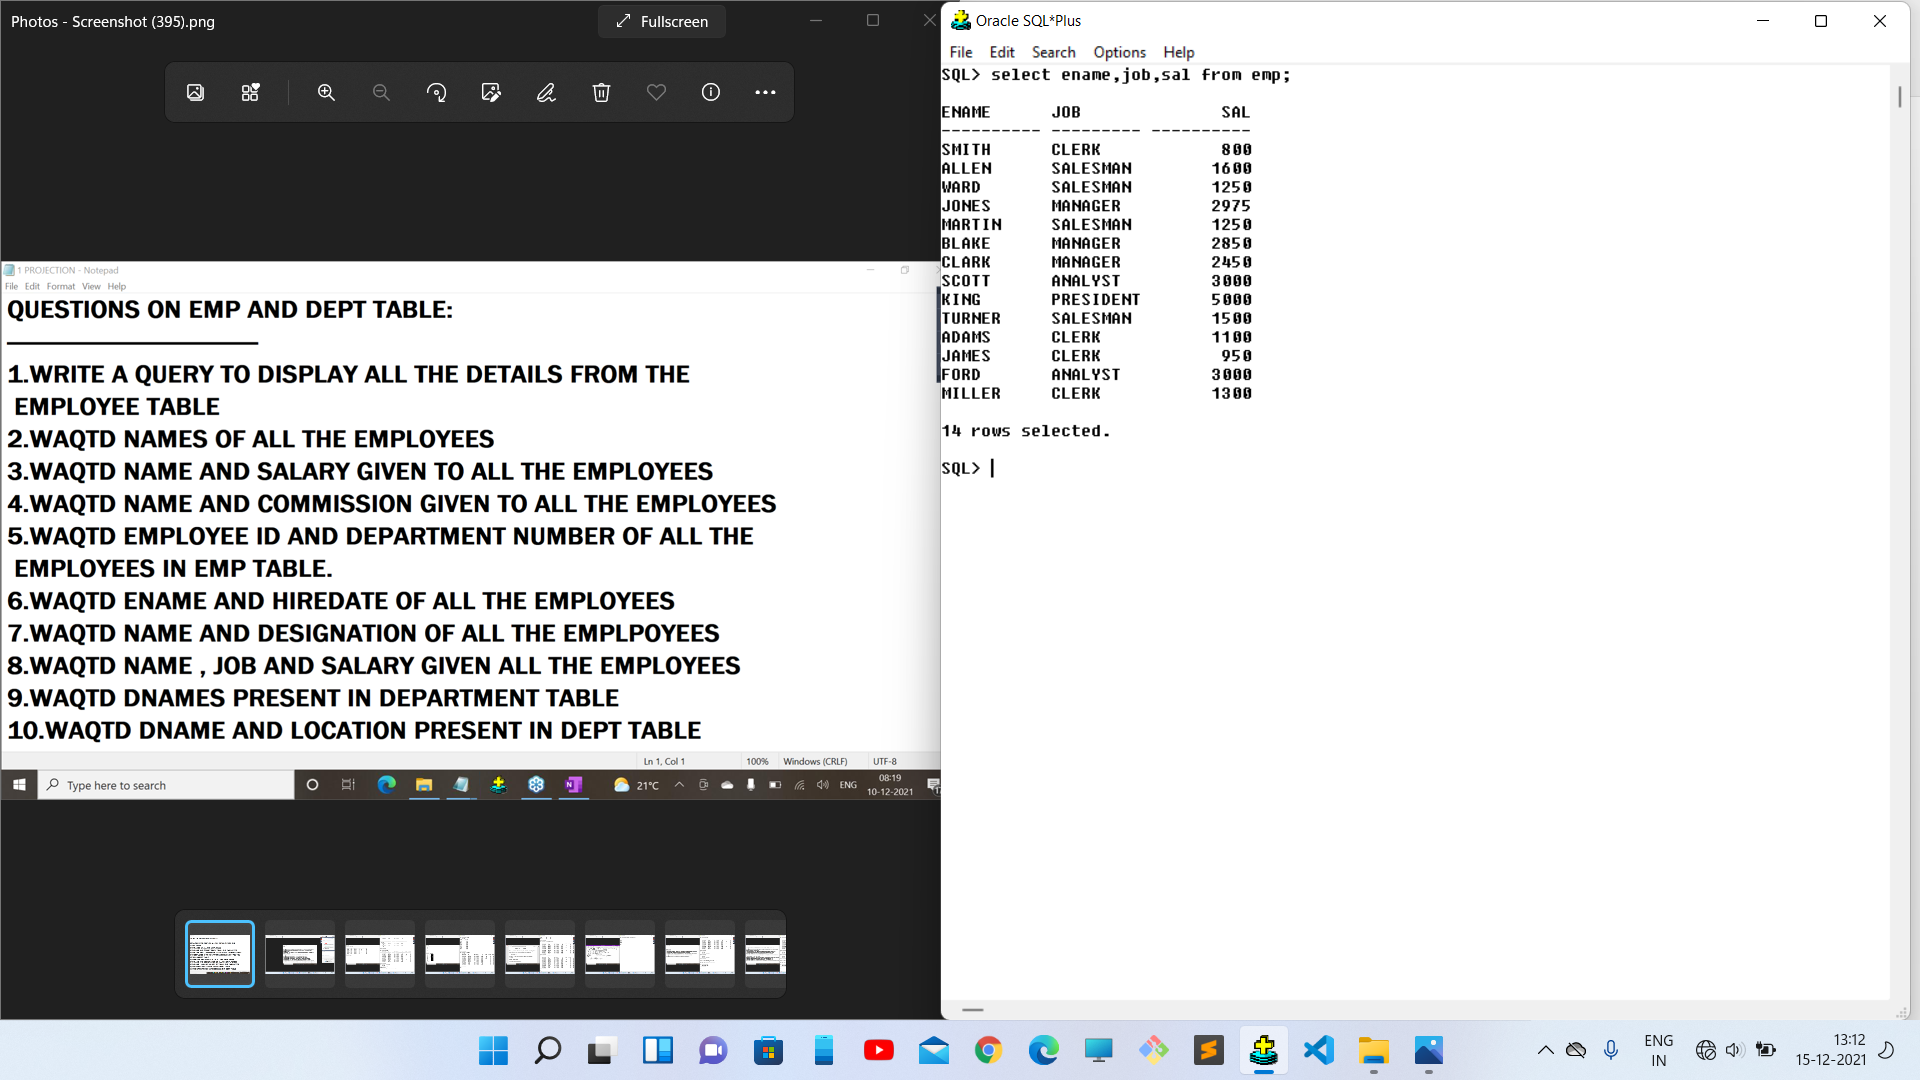 Photos - Screenshot (395).png
Fullscreen
1 PROJECTION - Notepad
File Edit Format View Help
QUESTIONS ON EMP AND DEPT TABLE:
1.WRITE A QUERY TO DISPLAY ALL THE DETAILS FROM THE
EMPLOYEE TABLE
2.WAQTD NAMES OF ALL THE EMPLOYEES
3.WAQTD NAME AND SALARY GIVEN TO ALL THE EMPLOYEES
4.WAQTD NAME AND COMMISSION GIVEN TO ALL THE EMPLOYEES
5.WAQTD EMPLOYEE ID AND DEPARTMENT NUMBER OF ALL THE
EMPLOYEES IN EMP TABLE.
6.WAQTD ENAME AND HIREDATE OF ALL THE EMPLOYEES
7.WAQTD NAME AND DESIGNATION OF ALL THE EMPLPOYEES
8.WAQTD NAME , JOB AND SALARY GIVEN ALL THE EMPLOYEES
9.WAQTD DNAMES PRESENT IN DEPARTMENT TABLE
10.WAQTD DNAME AND LOCATION PRESENT IN DEPT TABLE
Ln 1, Col 1 100% Windows (CRLF) UTF-8
Type here to search
21°C
ENG
08:19
10-12-2021
Oracle SQL*Plus
File Edit Search Options Help
SQL> select ename,job,sal from emp;
ENAME JOB SAL
---------- --------- ----------
SMITH CLERK 800
ALLEN SALESMAN 1600
WARD SALESMAN 1250
JONES MANAGER 2975
MARTIN SALESMAN 1250
BLAKE MANAGER 2850
CLARK MANAGER 2450
SCOTT ANALYST 3000
KING PRESIDENT 5000
TURNER SALESMAN 1500
ADAMS CLERK 1100
JAMES CLERK 950
FORD ANALYST 3000
MILLER CLERK 1300
14 rows selected.
SQL>
ENG
IN
13:12
15-12-2021